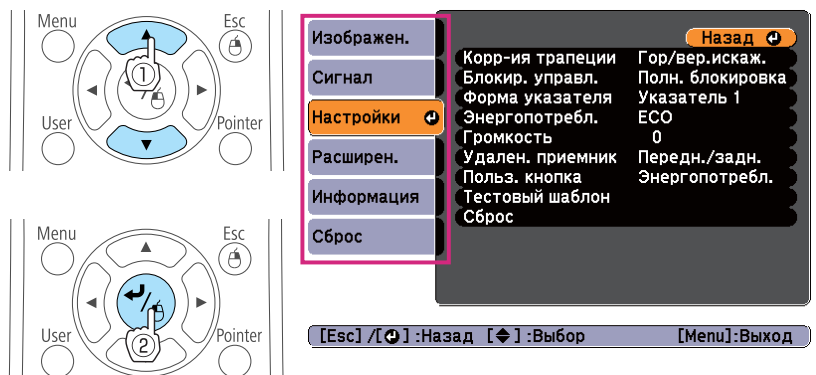 Menu
Esc
①
User
Pointer
Menu
Esc
User
Pointer
②
Изображен.
Сигнал
Настройки
Расширен.
Информация
Сброс
Назад
Корр-ия трапеции Гор/вер.искаж.
Блокир. управл. Полн. блокировка
Форма указателя Указатель 1
Энергопотребл. ECO
Громкость 0
Удален. приемник Передн./задн.
Польз. кнопка Энергопотребл.
Тестовый шаблон
Сброс
[Esc] /[⏎] :Назад [◆] :Выбор [Menu]:Выход